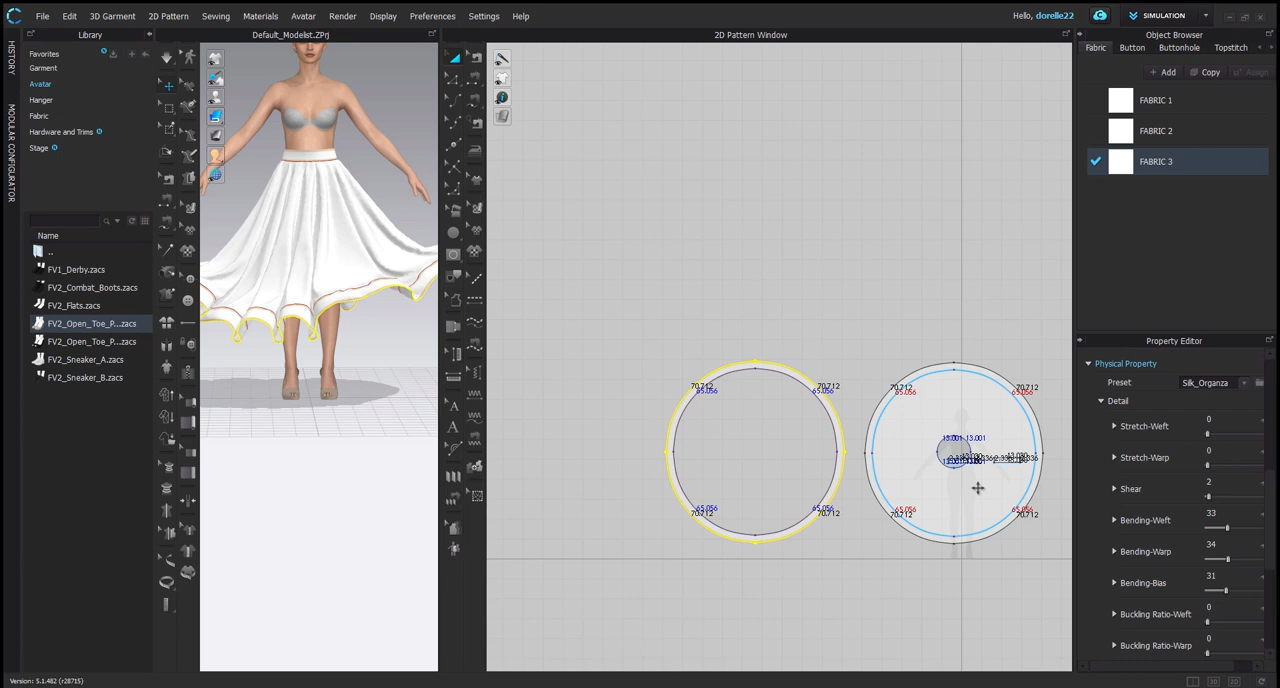 File Edit 3D Garment 2D Pattern Sewing Materials Avatar Render Display Preferences Settings Help
Hello, dorelle22
SIMULATION
HISTORY
MODULAR CONFIGURATOR
Library
Favorites
Garment
Avatar
Hanger
Fabric
Hardware and Trims
Stage
Name
..
FV1_Derby.zacs
FV2_Combat_Boots.zacs
FV2_Flats.zacs
FV2_Open_Toe_P...zacs
FV2_Open_Toe_P...zacs
FV2_Sneaker_A.zacs
FV2_Sneaker_B.zacs
Default_Modelist.ZPrj
2D Pattern Window
70.712
65.056
70.712
65.056
65.056
70.712
65.056
70.712
70.712
65.056
70.712
65.056
13.001
13.001
65.056
70.712
65.056
70.712
Object Browser
Fabric Button Buttonhole Topstitch
+ Add Copy Assign
FABRIC 1
FABRIC 2
FABRIC 3
Property Editor
Physical Property
Preset Silk_Organza
Detail
Stretch-Weft 0
Stretch-Warp 0
Shear 2
Bending-Weft 33
Bending-Warp 34
Bending-Bias 31
Buckling Ratio-Weft 0
Buckling Ratio-Warp 0
Version: 5.1.482 (r28715)
3D
2D